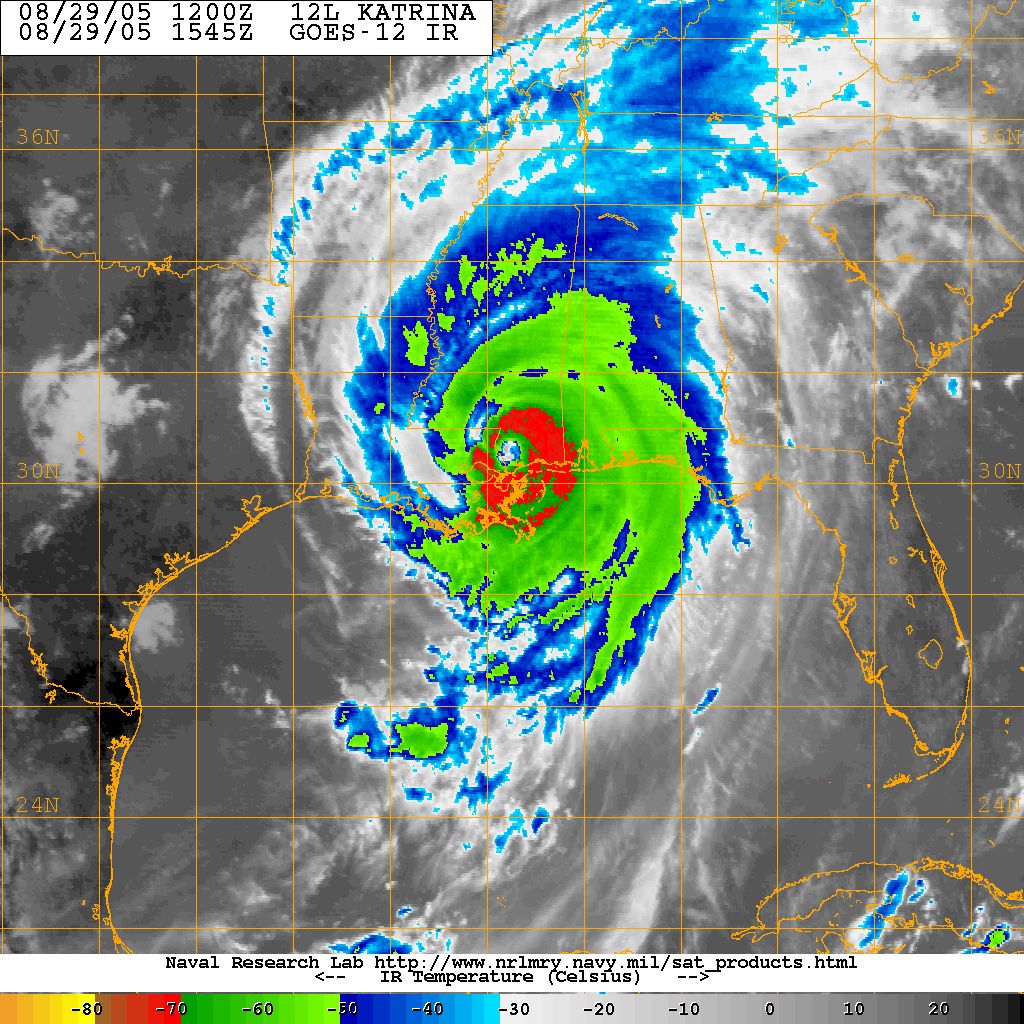 08/29/05 1200Z 12L KATRINA
08/29/05 1545Z GOES-12 IR
84W
36N 36N
30N 30N
24N 24N
Naval Research Lab http://www.nrlmry.navy.mil/sat_products.html
<-- IR Temperature (Celsius) -->
-80 -70 -60 -50 -40 -30 -20 -10 0 10 20